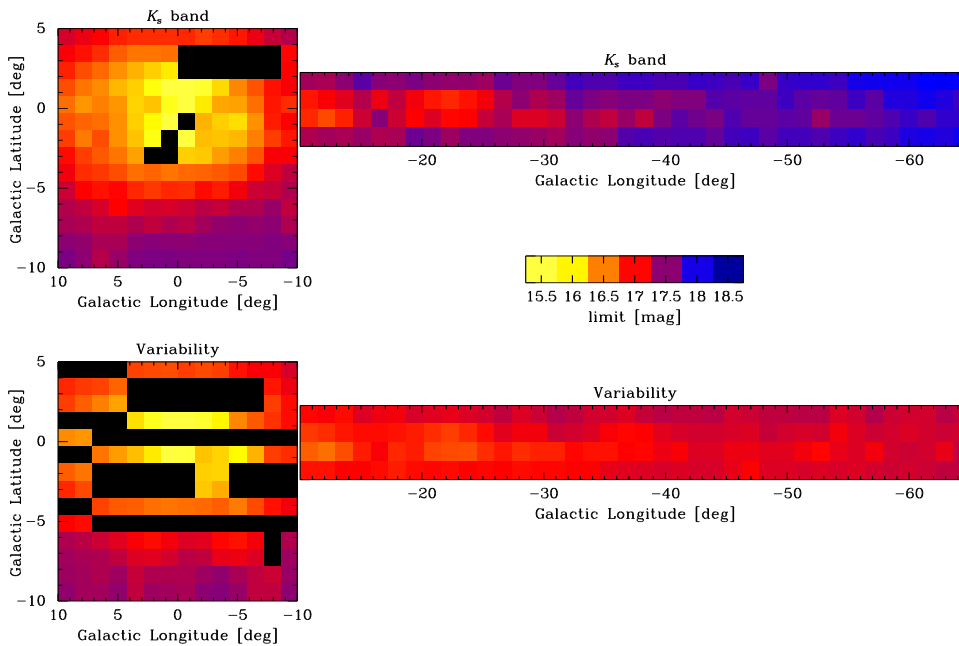 Kₛ band
5
0
−5
−10
Galactic Latitude [deg]
10 5 0 −5 −10
Galactic Longitude [deg]
Kₛ band
−20 −30 −40 −50 −60
Galactic Longitude [deg]
15.5 16 16.5 17 17.5 18 18.5
limit [mag]
Variability
5
0
−5
−10
Galactic Latitude [deg]
10 5 0 −5 −10
Galactic Longitude [deg]
Variability
−20 −30 −40 −50 −60
Galactic Longitude [deg]